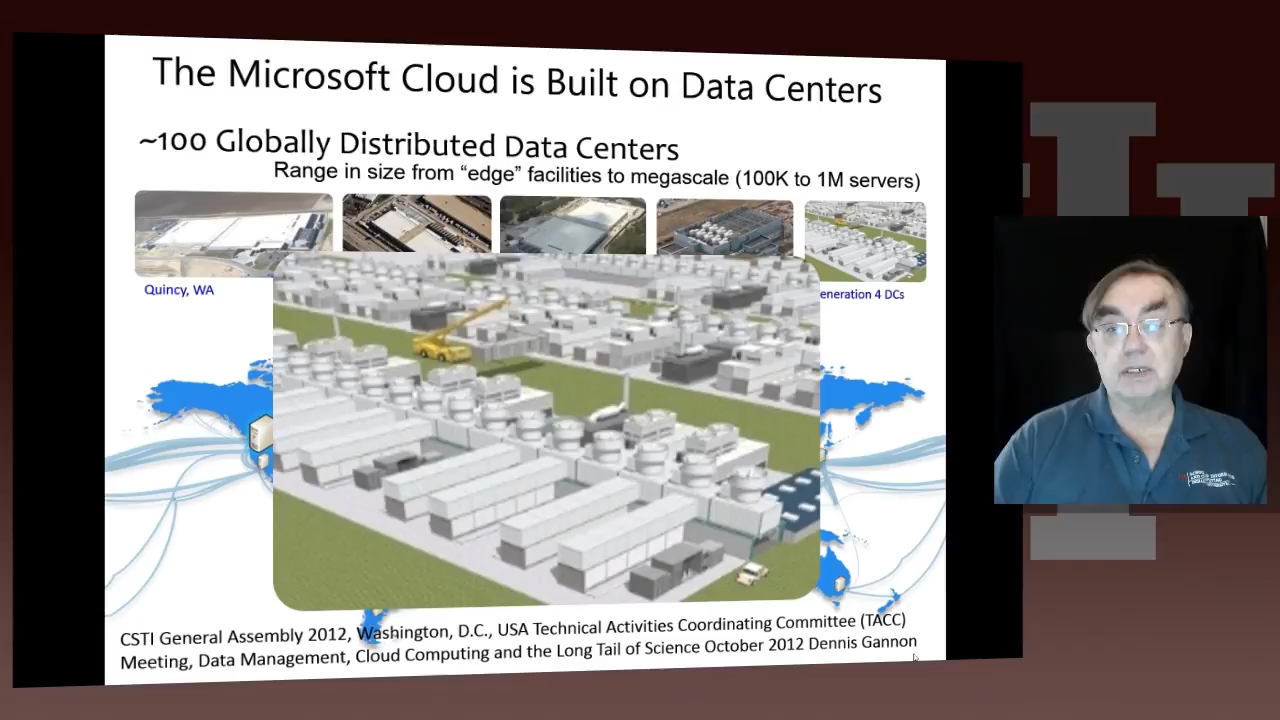 The Microsoft Cloud is Built on Data Centers
~100 Globally Distributed Data Centers
Range in size from “edge” facilities to megascale (100K to 1M servers)
Quincy, WA
eneration 4 DCs
CSTI General Assembly 2012, Washington, D.C., USA Technical Activities Coordinating Committee (TACC)
Meeting, Data Management, Cloud Computing and the Long Tail of Science October 2012 Dennis Gannon